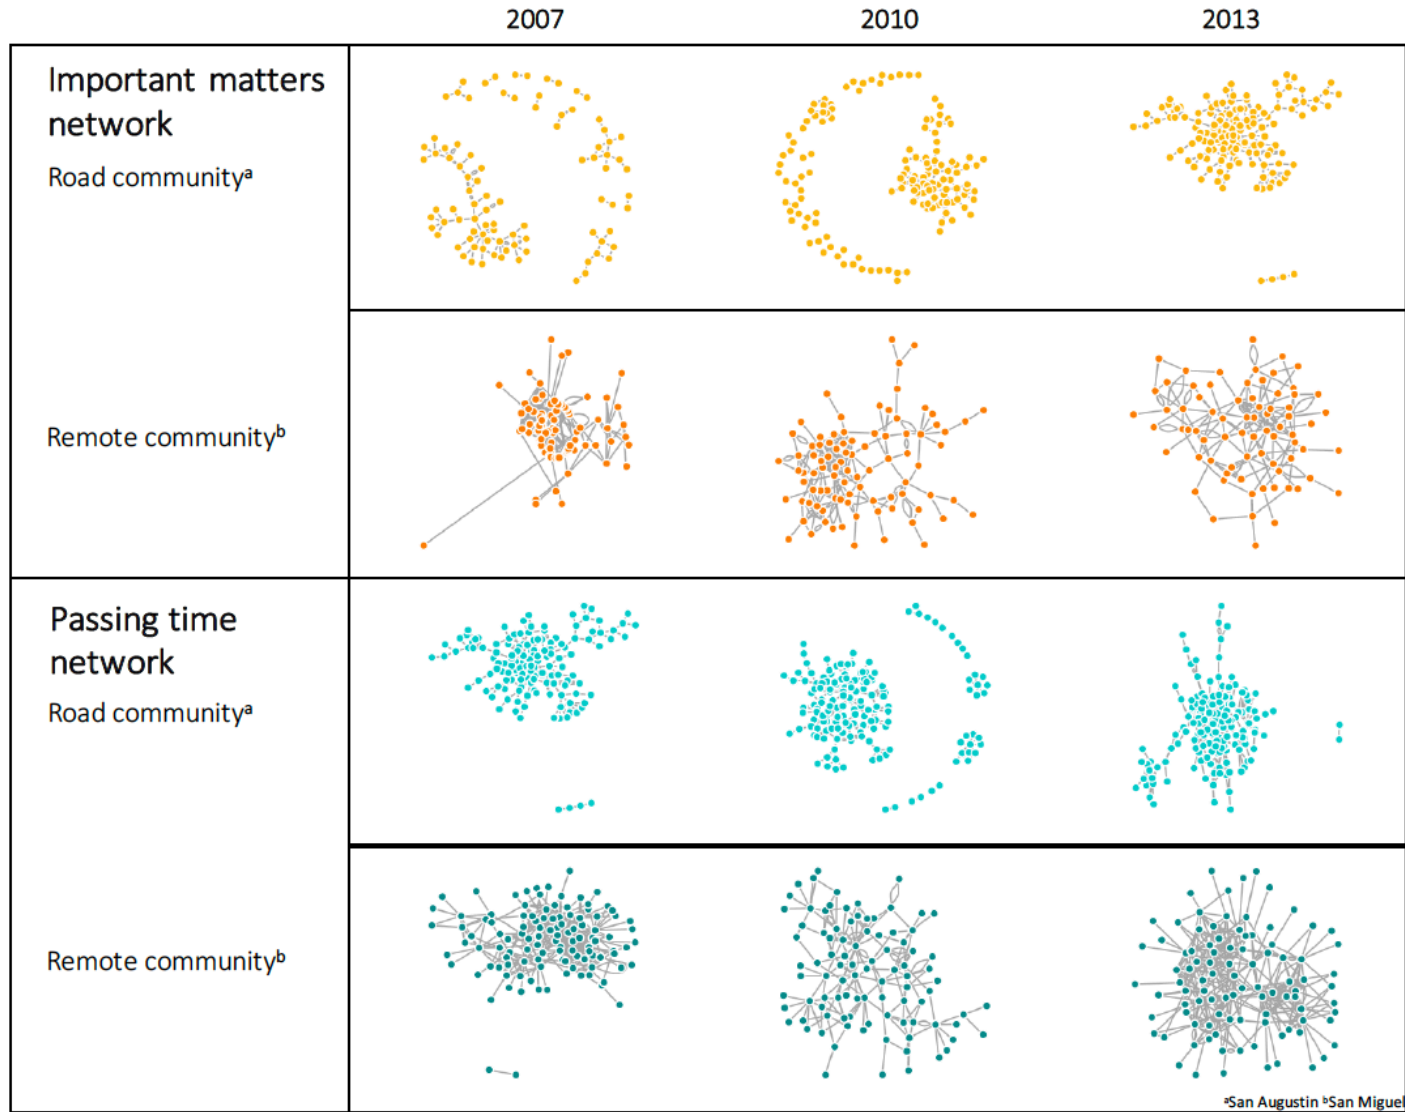 2007 2010 2013
Important matters
network
Road communityᵃ
Remote communityᵇ
Passing time
network
Road communityᵃ
Remote communityᵇ
ᵃSan Augustin ᵇSan Miguel